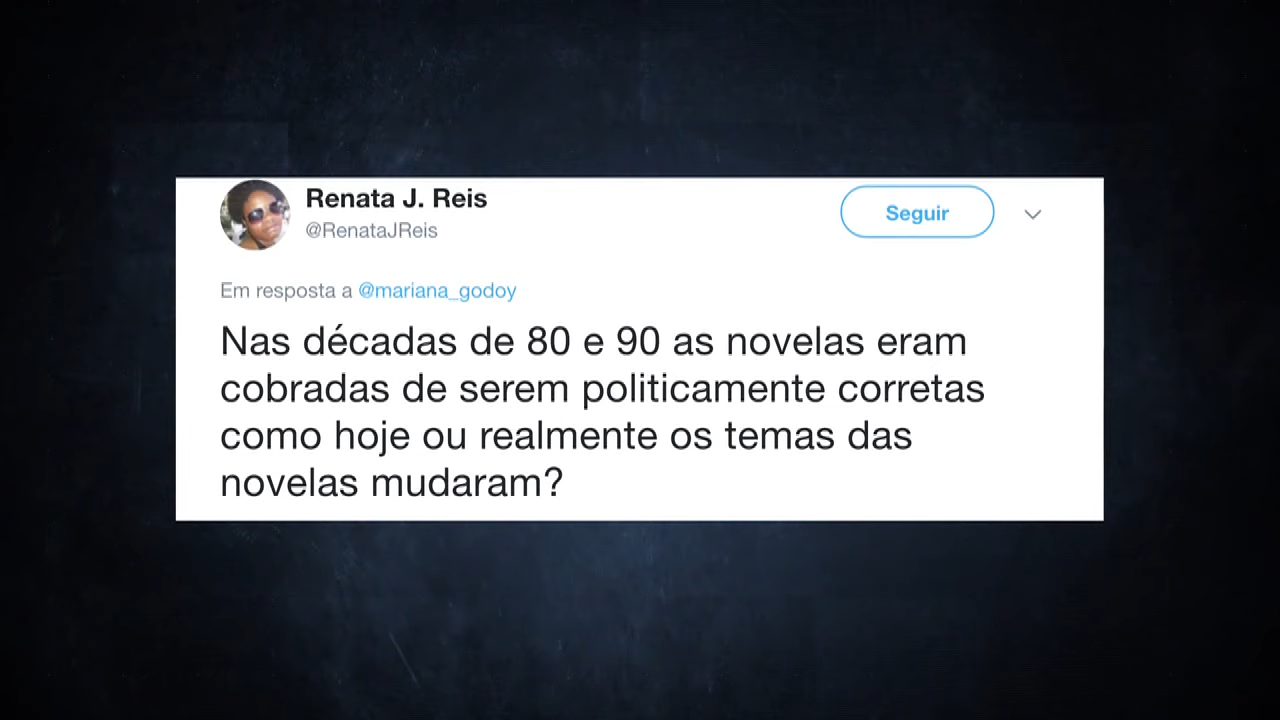 Renata J. Reis
@RenataJReis
Seguir
Em resposta a @mariana_godoy
Nas décadas de 80 e 90 as novelas eram
cobradas de serem politicamente corretas
como hoje ou realmente os temas das
novelas mudaram?